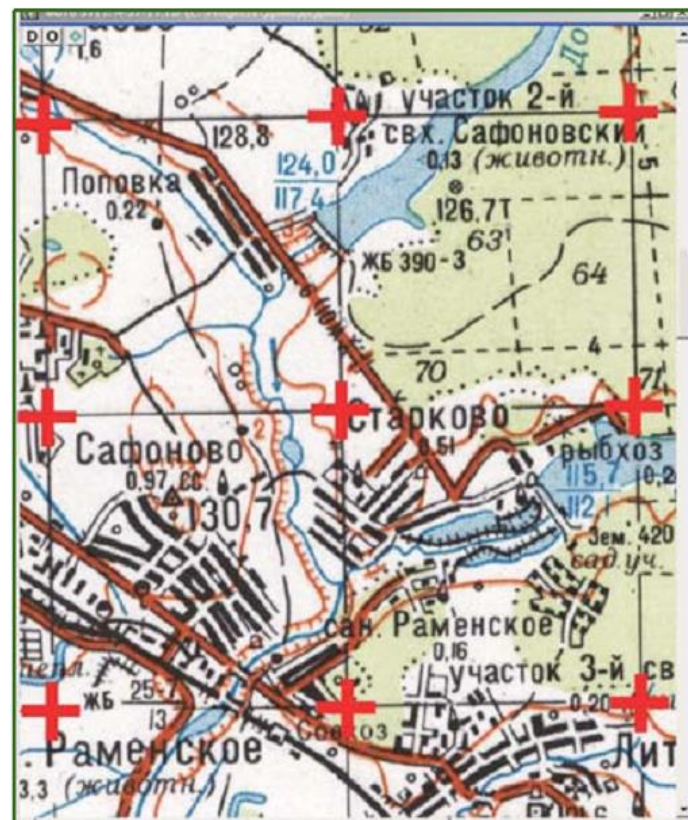 D O
1,6
участок 2-й
свх. Сафоновский
0.13 (животн.)
128,8
124,0
117,4
5
Поповка
0.22
126.7Т
63
ЖБ 390-3
64
4
70
71
Старково
0.51
2
Сафоново
0.97 СС.
130,7
рыбхоз
115,7
112
10,2
Зем. 420
сад. уч.
сан. Раменское
0,16
участок 3-й св
0,20
ЖБ 25-7
13
Совхоз
Раменское
(животн.)
3,3
Лит